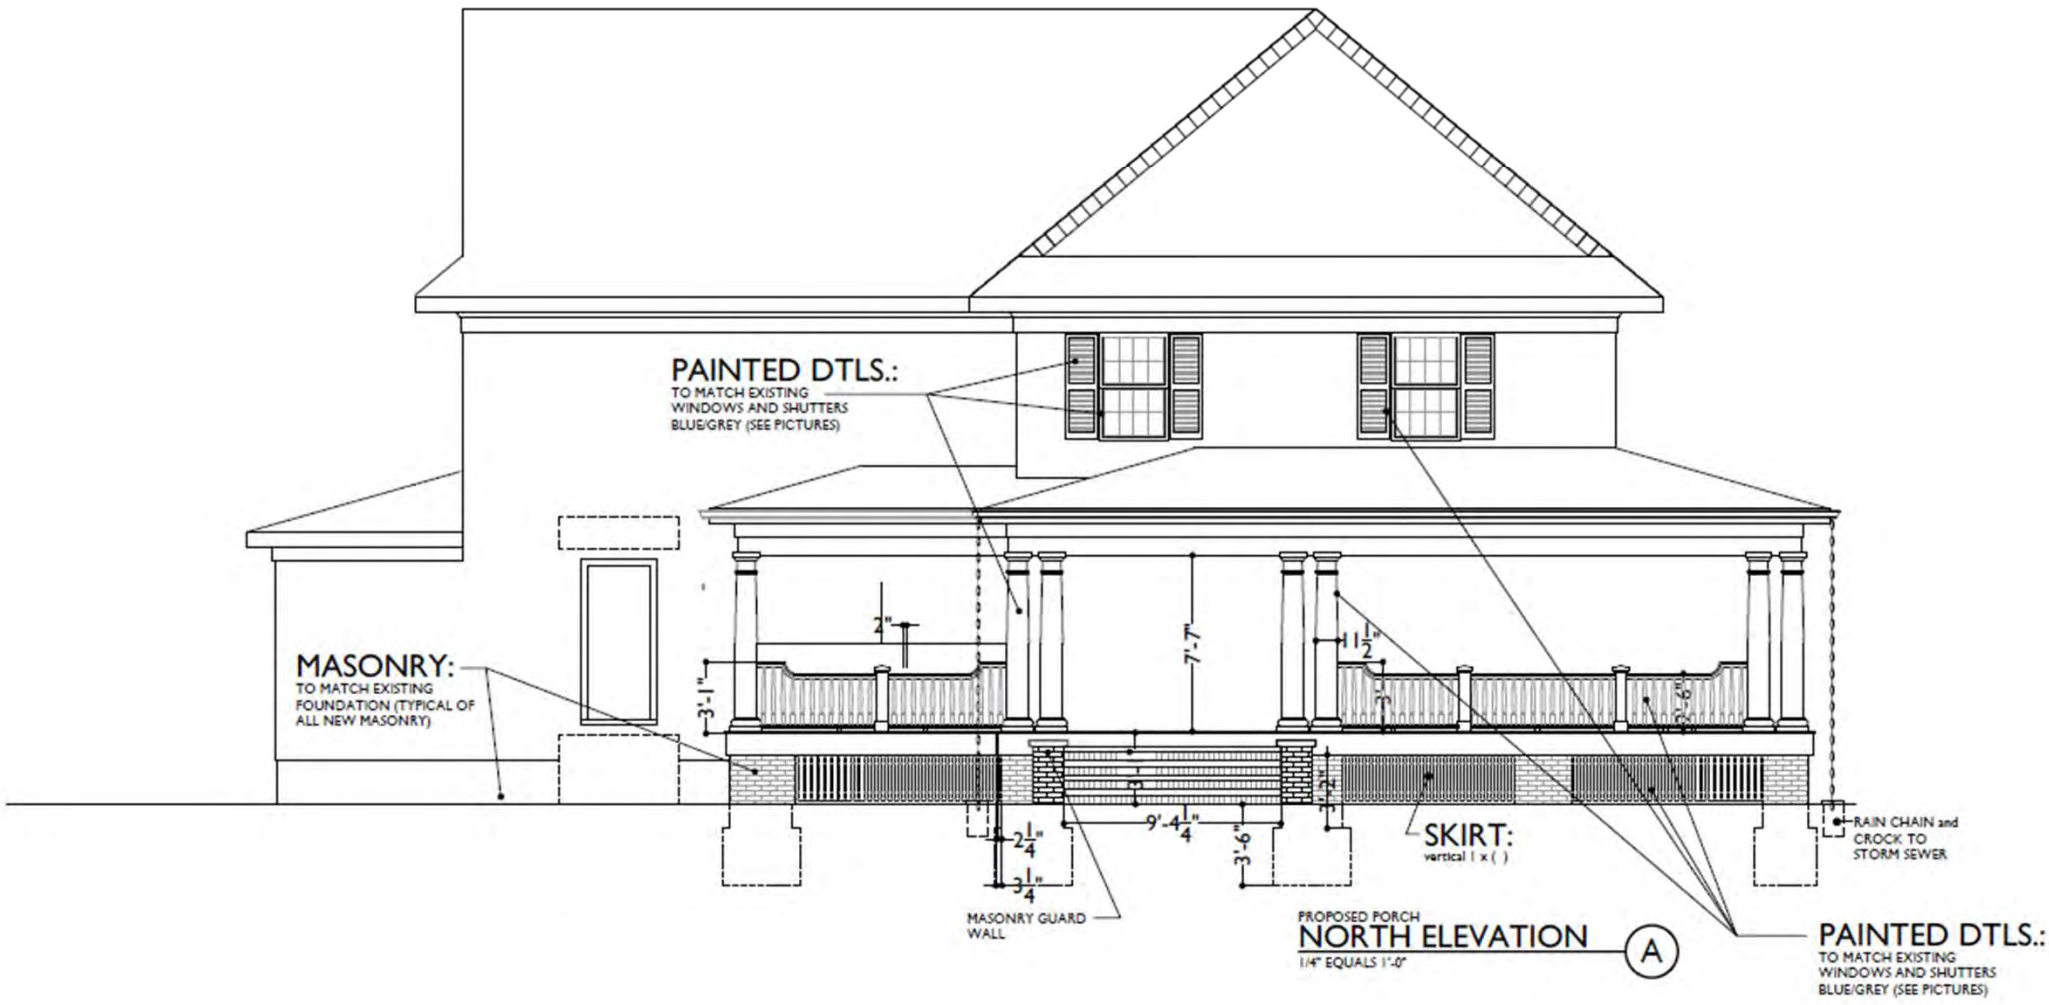 PAINTED DTLS.:
TO MATCH EXISTING
WINDOWS AND SHUTTERS
BLUE/GREY (SEE PICTURES)
2"
7'-7"
11 1/2"
MASONRY:
TO MATCH EXISTING
FOUNDATION (TYPICAL OF
ALL NEW MASONRY)
3'-1"
2'-6"
3'-2"
9'-4 1/4"
2 1/4"
3'-6"
3 1/4"
SKIRT:
vertical 1 x ( )
RAIN CHAIN and
CROCK TO
STORM SEWER
MASONRY GUARD
WALL
PROPOSED PORCH
NORTH ELEVATION
1/4" EQUALS 1'-0"
A
PAINTED DTLS.:
TO MATCH EXISTING
WINDOWS AND SHUTTERS
BLUE/GREY (SEE PICTURES)